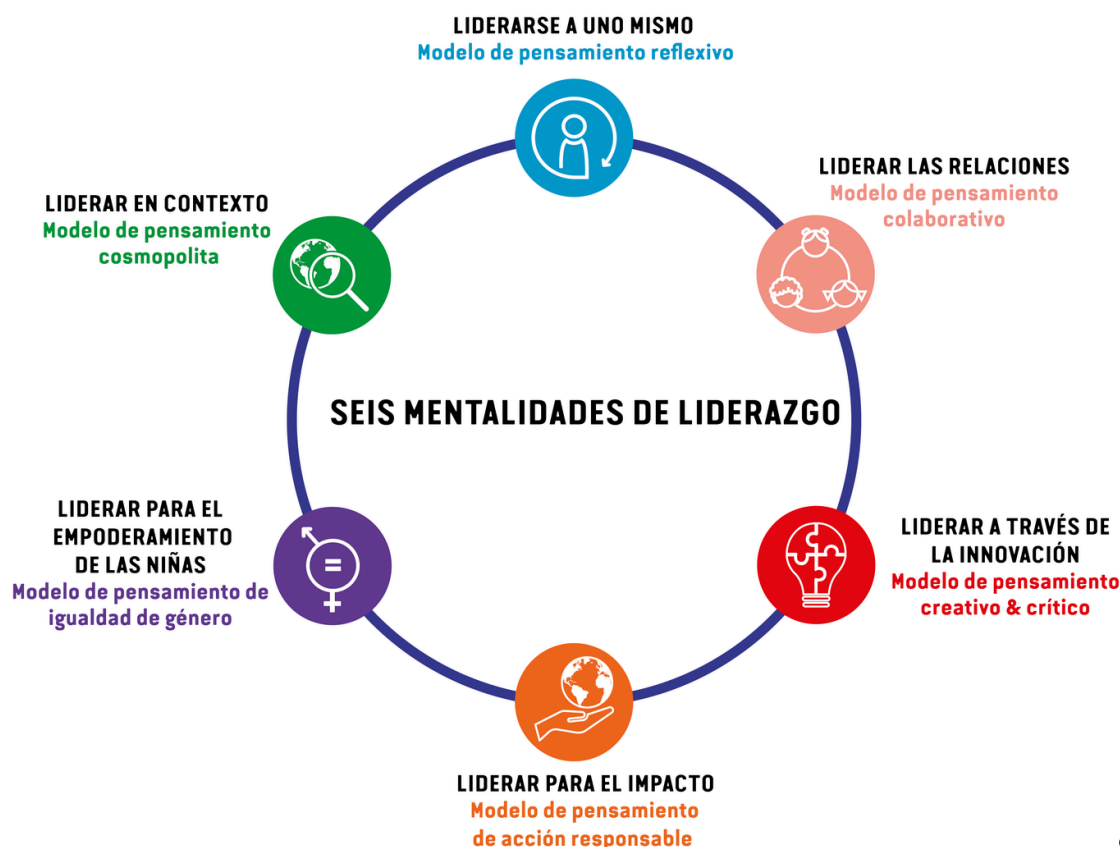 LIDERARSE A UNO MISMO
Modelo de pensamiento reflexivo
LIDERAR LAS RELACIONES
Modelo de pensamiento
colaborativo
LIDERAR EN CONTEXTO
Modelo de pensamiento
cosmopolita
SEIS MENTALIDADES DE LIDERAZGO
LIDERAR PARA EL
EMPODERAMIENTO
DE LAS NIÑAS
Modelo de pensamiento de
igualdad de género
LIDERAR A TRAVÉS DE
LA INNOVACIÓN
Modelo de pensamiento
creativo & crítico
LIDERAR PARA EL IMPACTO
Modelo de pensamiento
de acción responsable